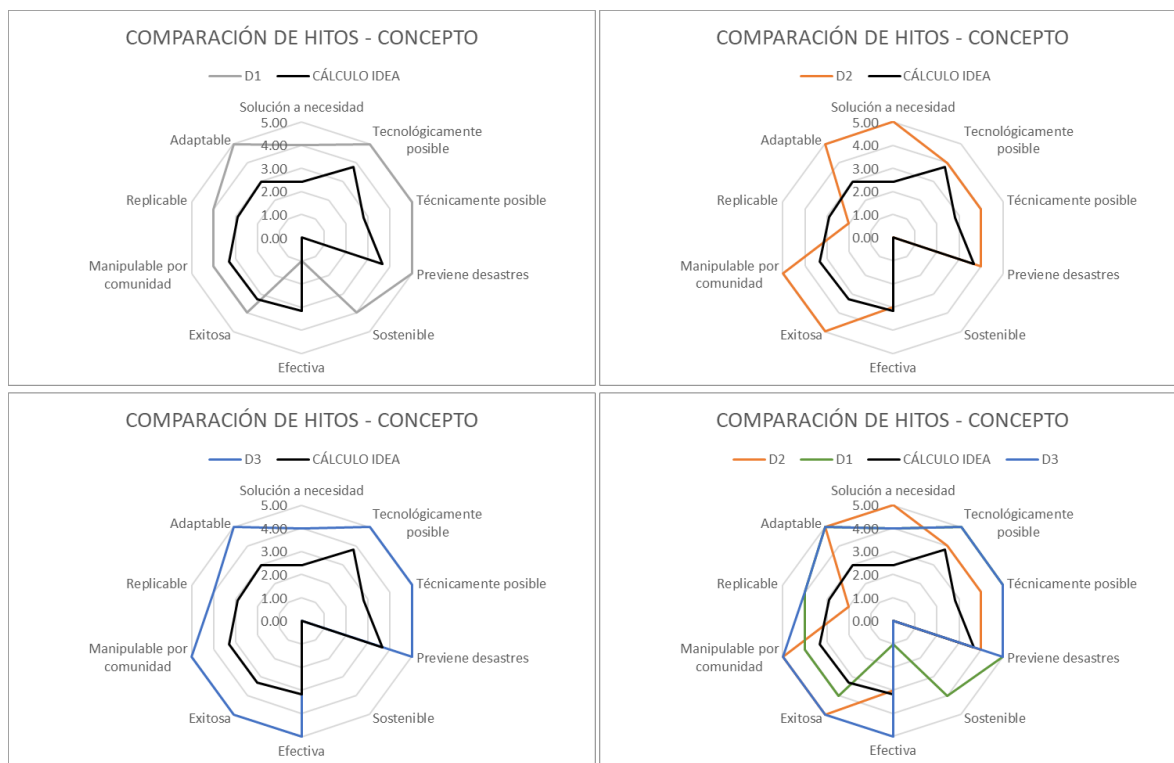 COMPARACIÓN DE HITOS - CONCEPTO
D1 CÁLCULO IDEA
Solución a necesidad
Tecnológicamente
posible
Técnicamente posible
Previene desastres
Sostenible
Efectiva
Exitosa
Manipulable por
comunidad
Replicable
Adaptable
5.00
4.00
3.00
2.00
1.00
0.00
COMPARACIÓN DE HITOS - CONCEPTO
D2 CÁLCULO IDEA
Solución a necesidad
Tecnológicamente
posible
Técnicamente posible
Previene desastres
Sostenible
Efectiva
Exitosa
Manipulable por
comunidad
Replicable
Adaptable
5.00
4.00
3.00
2.00
1.00
0.00
COMPARACIÓN DE HITOS - CONCEPTO
D3 CÁLCULO IDEA
Solución a necesidad
Tecnológicamente
posible
Técnicamente posible
Previene desastres
Sostenible
Efectiva
Exitosa
Manipulable por
comunidad
Replicable
Adaptable
5.00
4.00
3.00
2.00
1.00
0.00
COMPARACIÓN DE HITOS - CONCEPTO
D2 D1 CÁLCULO IDEA D3
Solución a necesidad
Tecnológicamente
posible
Técnicamente posible
Previene desastres
Sostenible
Efectiva
Exitosa
Manipulable por
comunidad
Replicable
Adaptable
5.00
4.00
3.00
2.00
1.00
0.00